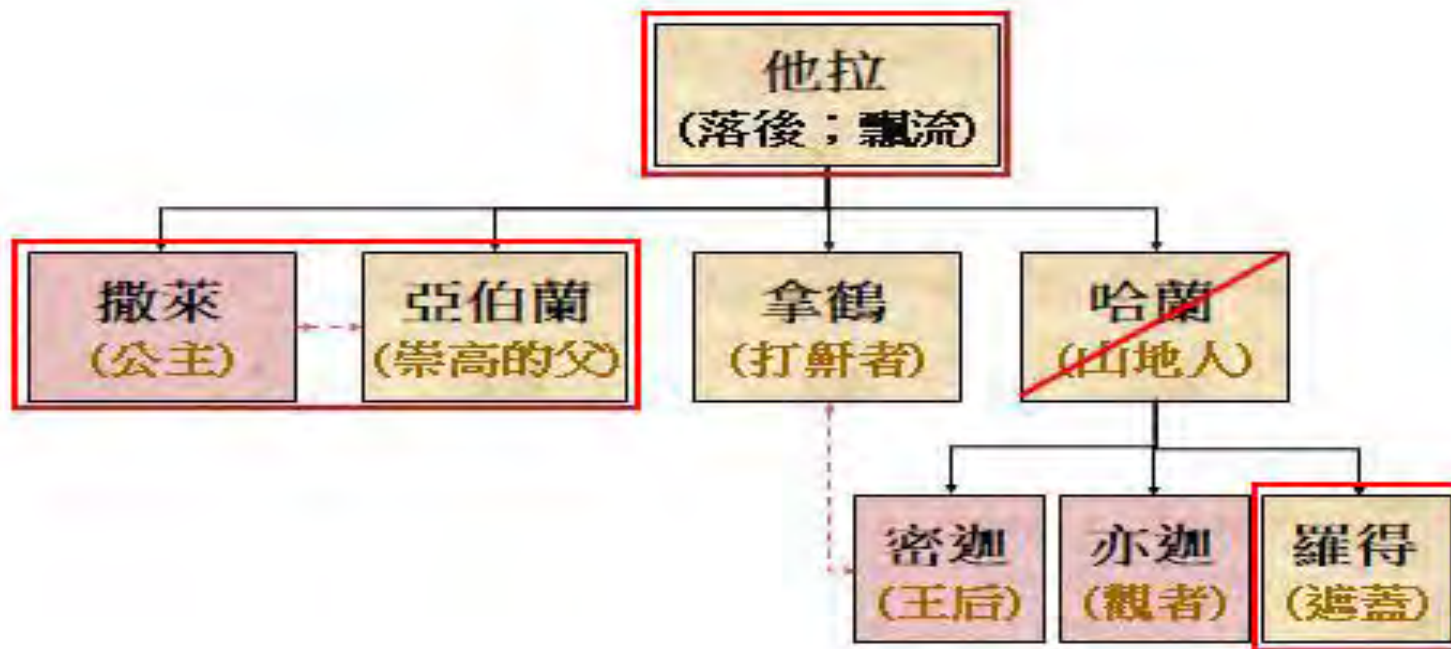 他拉
(落後；飄流)
撒萊
(公主)
亞伯蘭
(崇高的父)
拿鶴
(打鼾者)
哈蘭
(山地人)
密迦
(王后)
亦迦
(觀者)
羅得
(遮蓋)